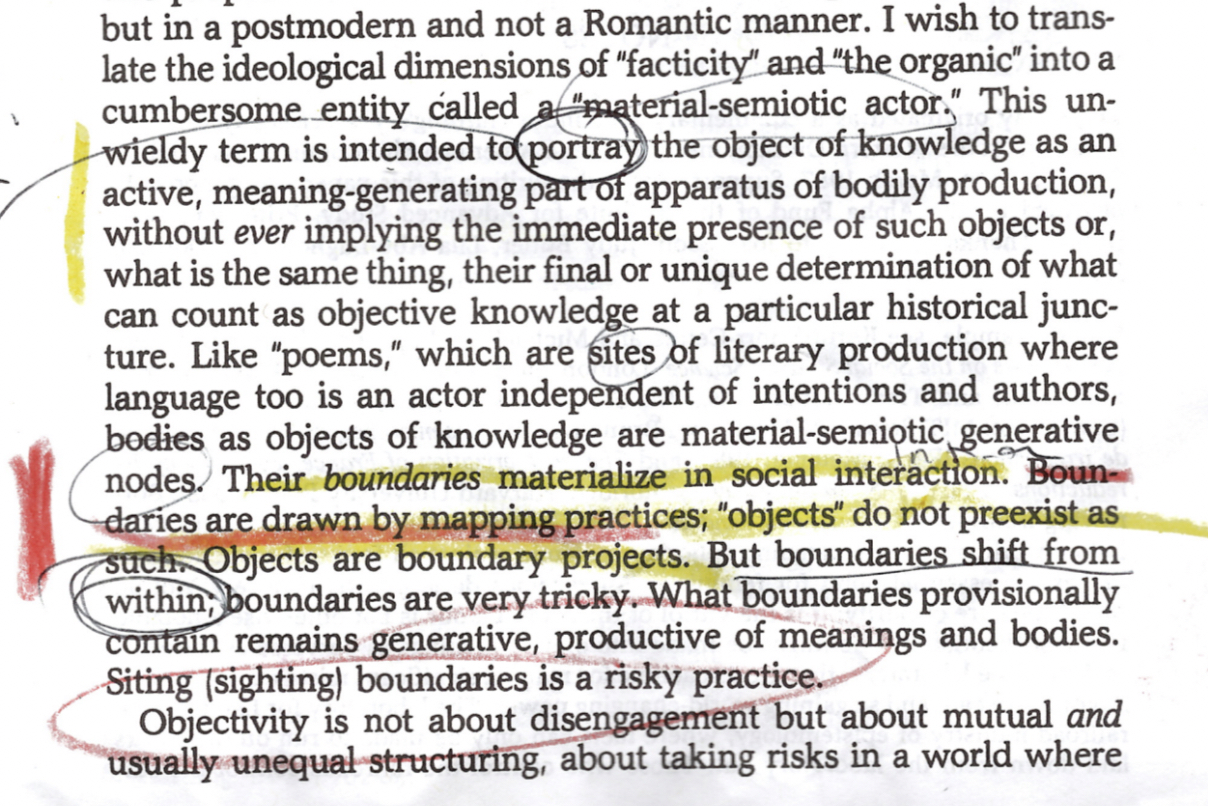 but in a postmodern and not a Romantic manner. I wish to trans-
late the ideological dimensions of "facticity" and "the organic" into a
cumbersome entity called a "material-semiotic actor." This un-
wieldy term is intended to portray the object of knowledge as an
active, meaning-generating part of apparatus of bodily production,
without ever implying the immediate presence of such objects or,
what is the same thing, their final or unique determination of what
can count as objective knowledge at a particular historical junc-
ture. Like "poems," which are sites of literary production where
language too is an actor independent of intentions and authors,
bodies as objects of knowledge are material-semiotic generative
nodes. Their boundaries materialize in social interaction. Boun-
daries are drawn by mapping practices; "objects" do not preexist as
such. Objects are boundary projects. But boundaries shift from
within; boundaries are very tricky. What boundaries provisionally
contain remains generative, productive of meanings and bodies.
Siting (sighting) boundaries is a risky practice.
Objectivity is not about disengagement but about mutual and
usually unequal structuring, about taking risks in a world where